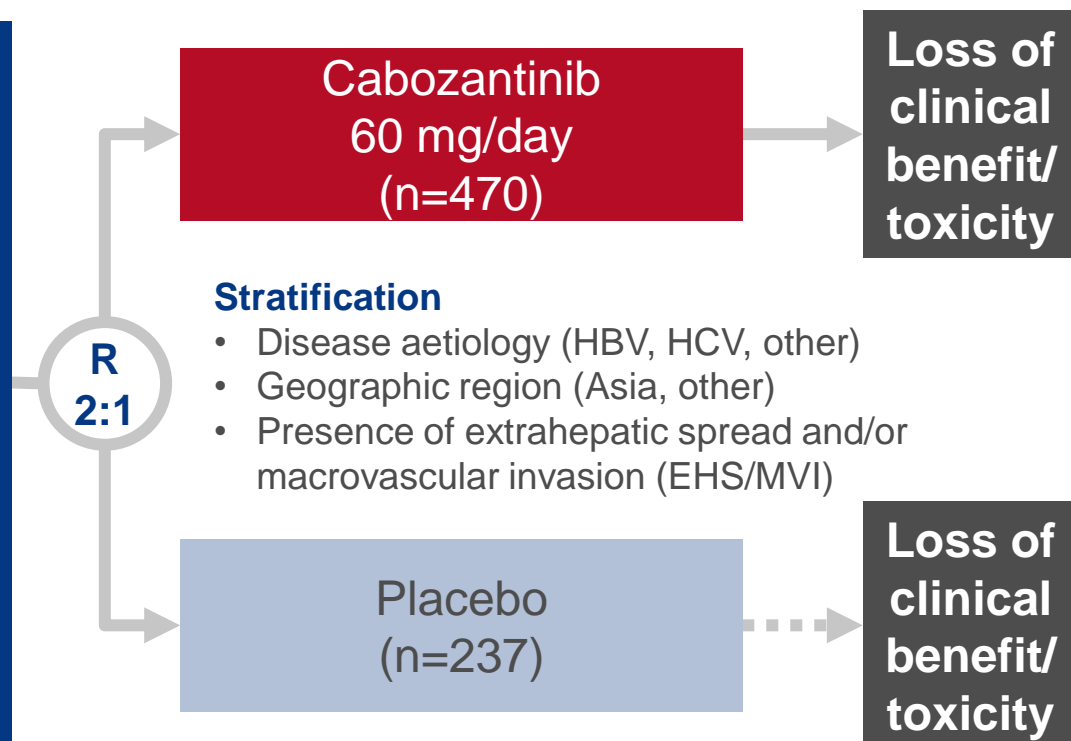 R
2:1
Cabozantinib
60 mg/day
(n=470)
Loss of
clinical
benefit/
toxicity
Stratification
• Disease aetiology (HBV, HCV, other)
• Geographic region (Asia, other)
• Presence of extrahepatic spread and/or
macrovascular invasion (EHS/MVI)
Placebo
(n=237)
Loss of
clinical
benefit/
toxicity